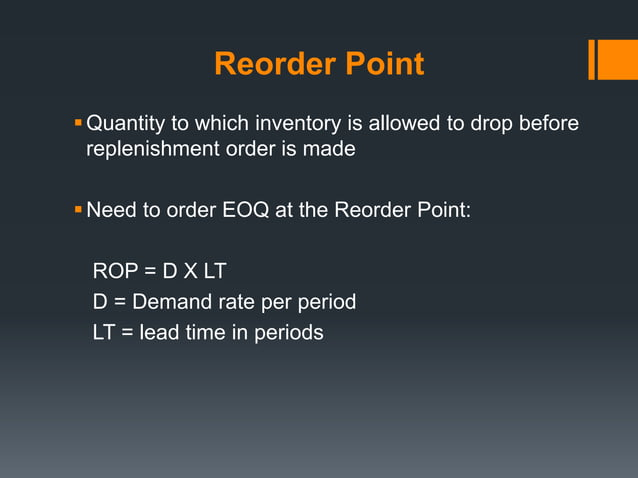 Reorder Point
▪Quantity to which inventory is allowed to drop before
replenishment order is made
▪Need to order EOQ at the Reorder Point:
ROP = D X LT
D = Demand rate per period
LT = lead time in periods